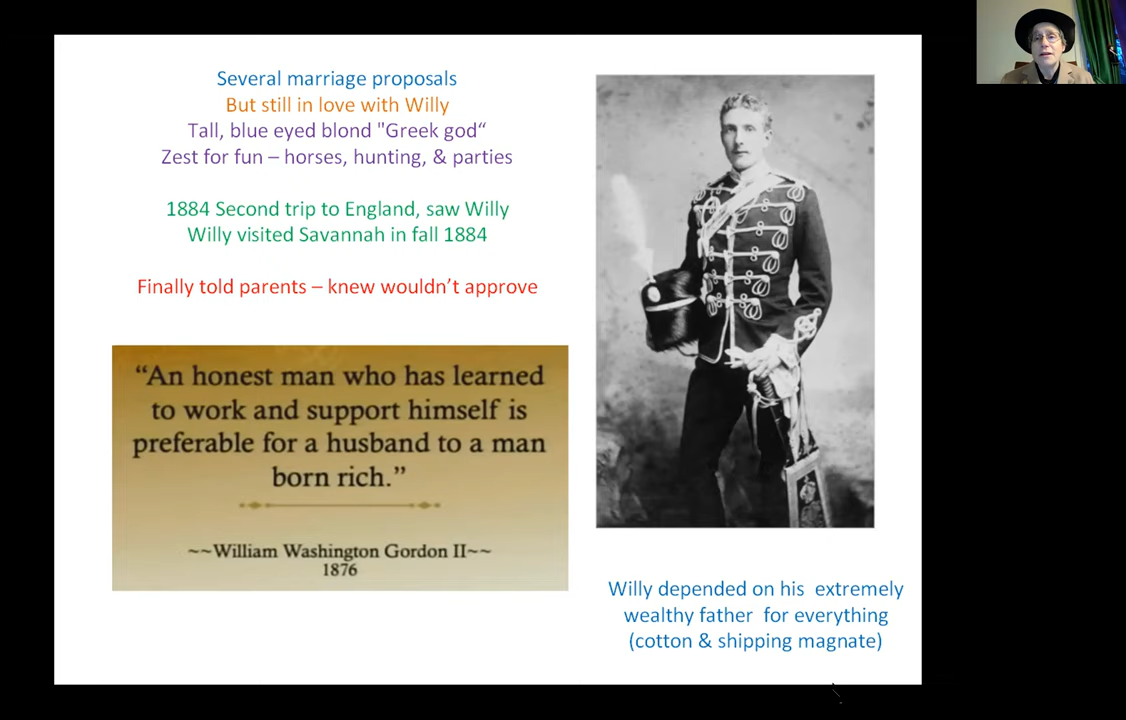 Several marriage proposals
But still in love with Willy
Tall, blue eyed blond "Greek god“
Zest for fun – horses, hunting, & parties
1884 Second trip to England, saw Willy
Willy visited Savannah in fall 1884
Finally told parents – knew wouldn’t approve
“An honest man who has learned
to work and support himself is
preferable for a husband to a man
born rich.”
~~William Washington Gordon II~~
1876
Willy depended on his  extremely
wealthy father  for everything
(cotton & shipping magnate)